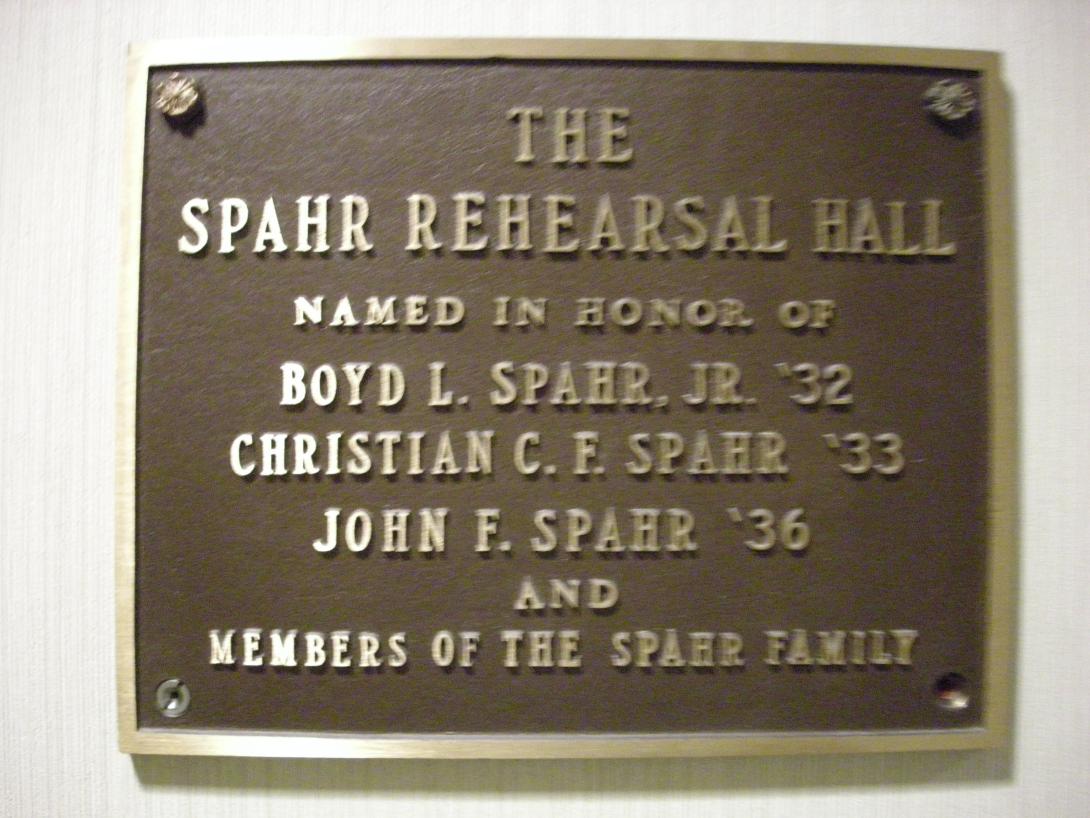 THE
SPAHR REHEARSAL HALL
NAMED IN HONOR OF
BOYD L. SPAHR, JR. '32
CHRISTIAN C. F. SPAHR '33
JOHN F. SPAHR '36
AND
MEMBERS OF THE SPAHR FAMILY